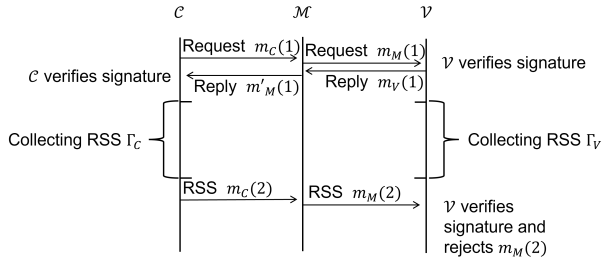 𝒞 ℳ 𝒱
Request m_C(1)
Request m_M(1)
𝒞 verifies signature
Reply m'_M(1)
Reply m_V(1)
𝒱 verifies signature
Collecting RSS Γ_C
Collecting RSS Γ_V
RSS m_C(2)
RSS m_M(2)
𝒱 verifies
signature and
rejects m_M(2)